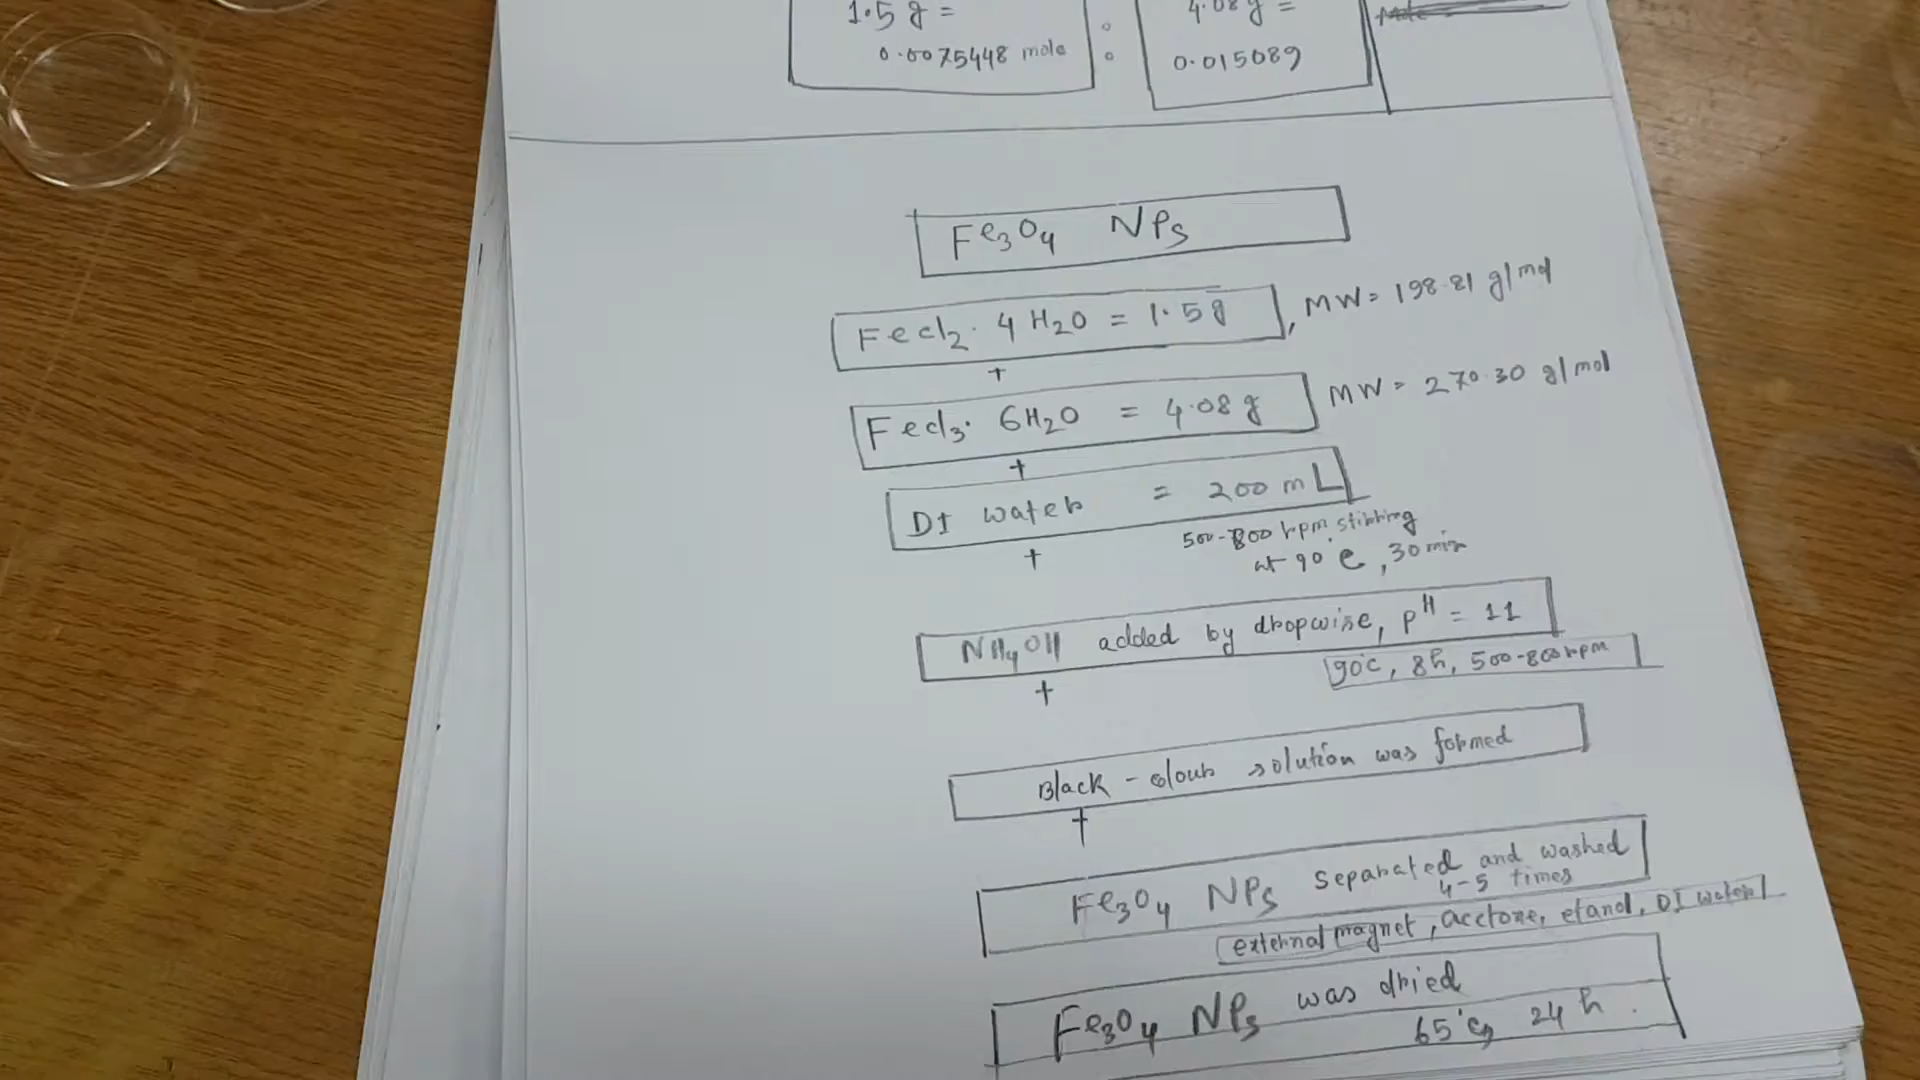 1.5 g =
4.08 g =
0.0075448 mole
:
0.015089
Fe3O4 NPs
FeCl2. 4 H2O = 1.5 g , MW = 198.81 g/mol
+
FeCl3. 6H2O = 4.08 g MW = 270.30 g/mol
+
DI water = 200 mL
500-800 rpm stirring
at 90°C, 30 min
+
NH4OH added by dropwise, pH = 11
90°C, 8h, 500-800 rpm
+
Black-colour solution was formed
+
Fe3O4 NPs separated and washed
4-5 times
external magnet, acetone, etanol, DI water
Fe3O4 NPs was dried
65°C, 24 h.